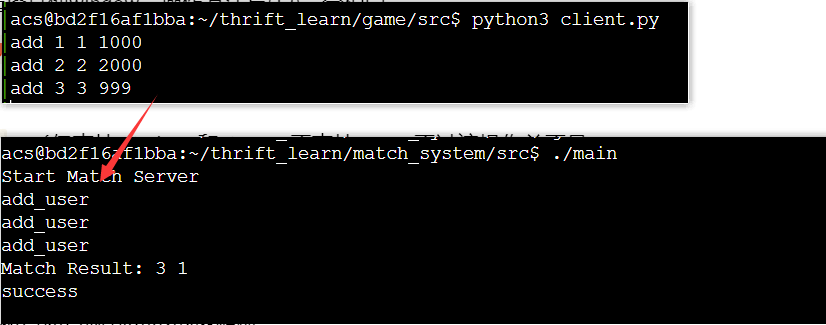 acs@bd2f16af1bba:~/thrift_learn/game/src$ python3 client.py
add 1 1 1000
add 2 2 2000
add 3 3 999
acs@bd2f16af1bba:~/thrift_learn/match_system/src$ ./main
Start Match Server
add_user
add_user
add_user
Match Result: 3 1
success